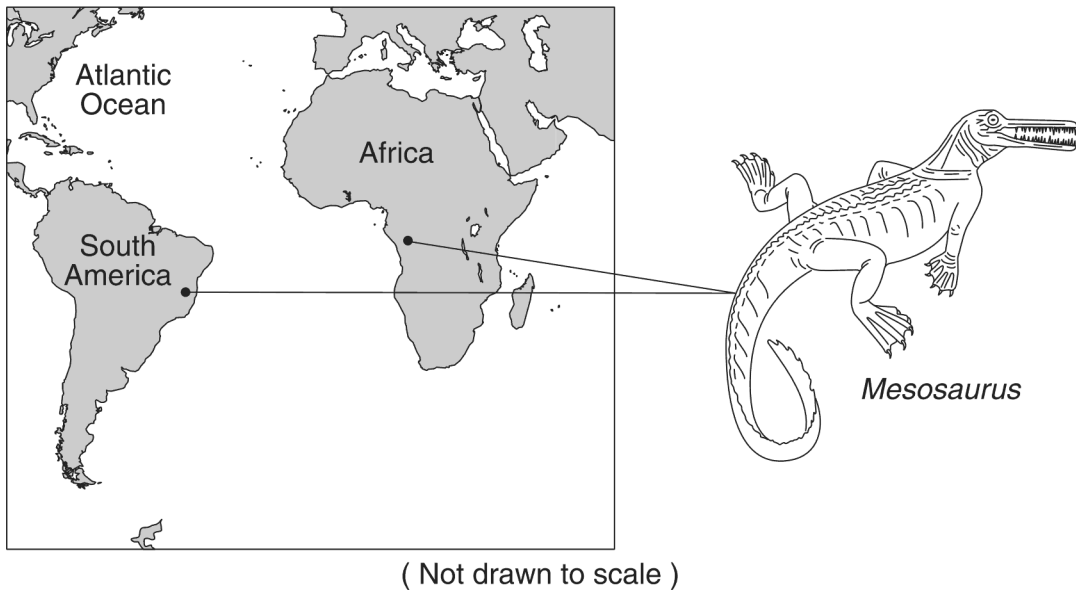 Atlantic
Ocean
Africa
South
America
Mesosaurus
( Not drawn to scale )